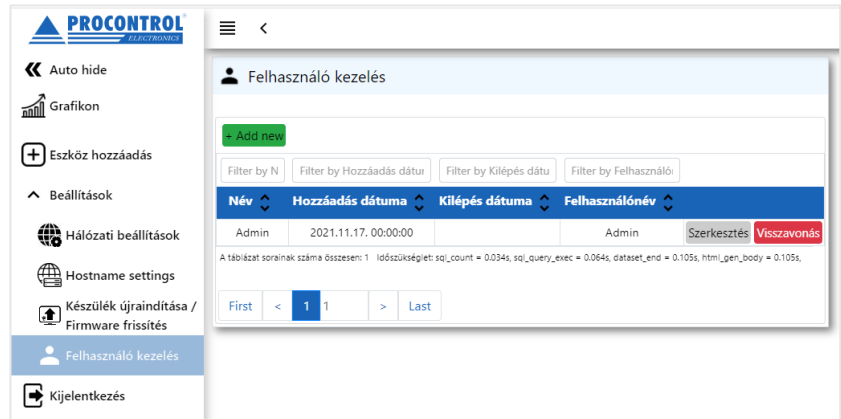 PROCONTROL
ELECTRONICS
Auto hide
Grafikon
Eszköz hozzáadás
Beállítások
Hálózati beállítások
Hostname settings
Készülék újraindítása /
Firmware frissítés
Felhasználó kezelés
Kijelentkezés
Felhasználó kezelés
+ Add new
Filter by N Filter by Hozzáadás dátur Filter by Kilépés dátu Filter by Felhasználó
Név Hozzáadás dátuma Kilépés dátuma Felhasználónév
Admin 2021.11.17. 00:00:00 Admin Szerkesztés Visszavonás
A táblázat sorainak száma összesen: 1 Időszükséglet: sql_count = 0.034s, sql_query_exec = 0.064s, dataset_end = 0.105s, html_gen_body = 0.105s,
First < 1 1 > Last